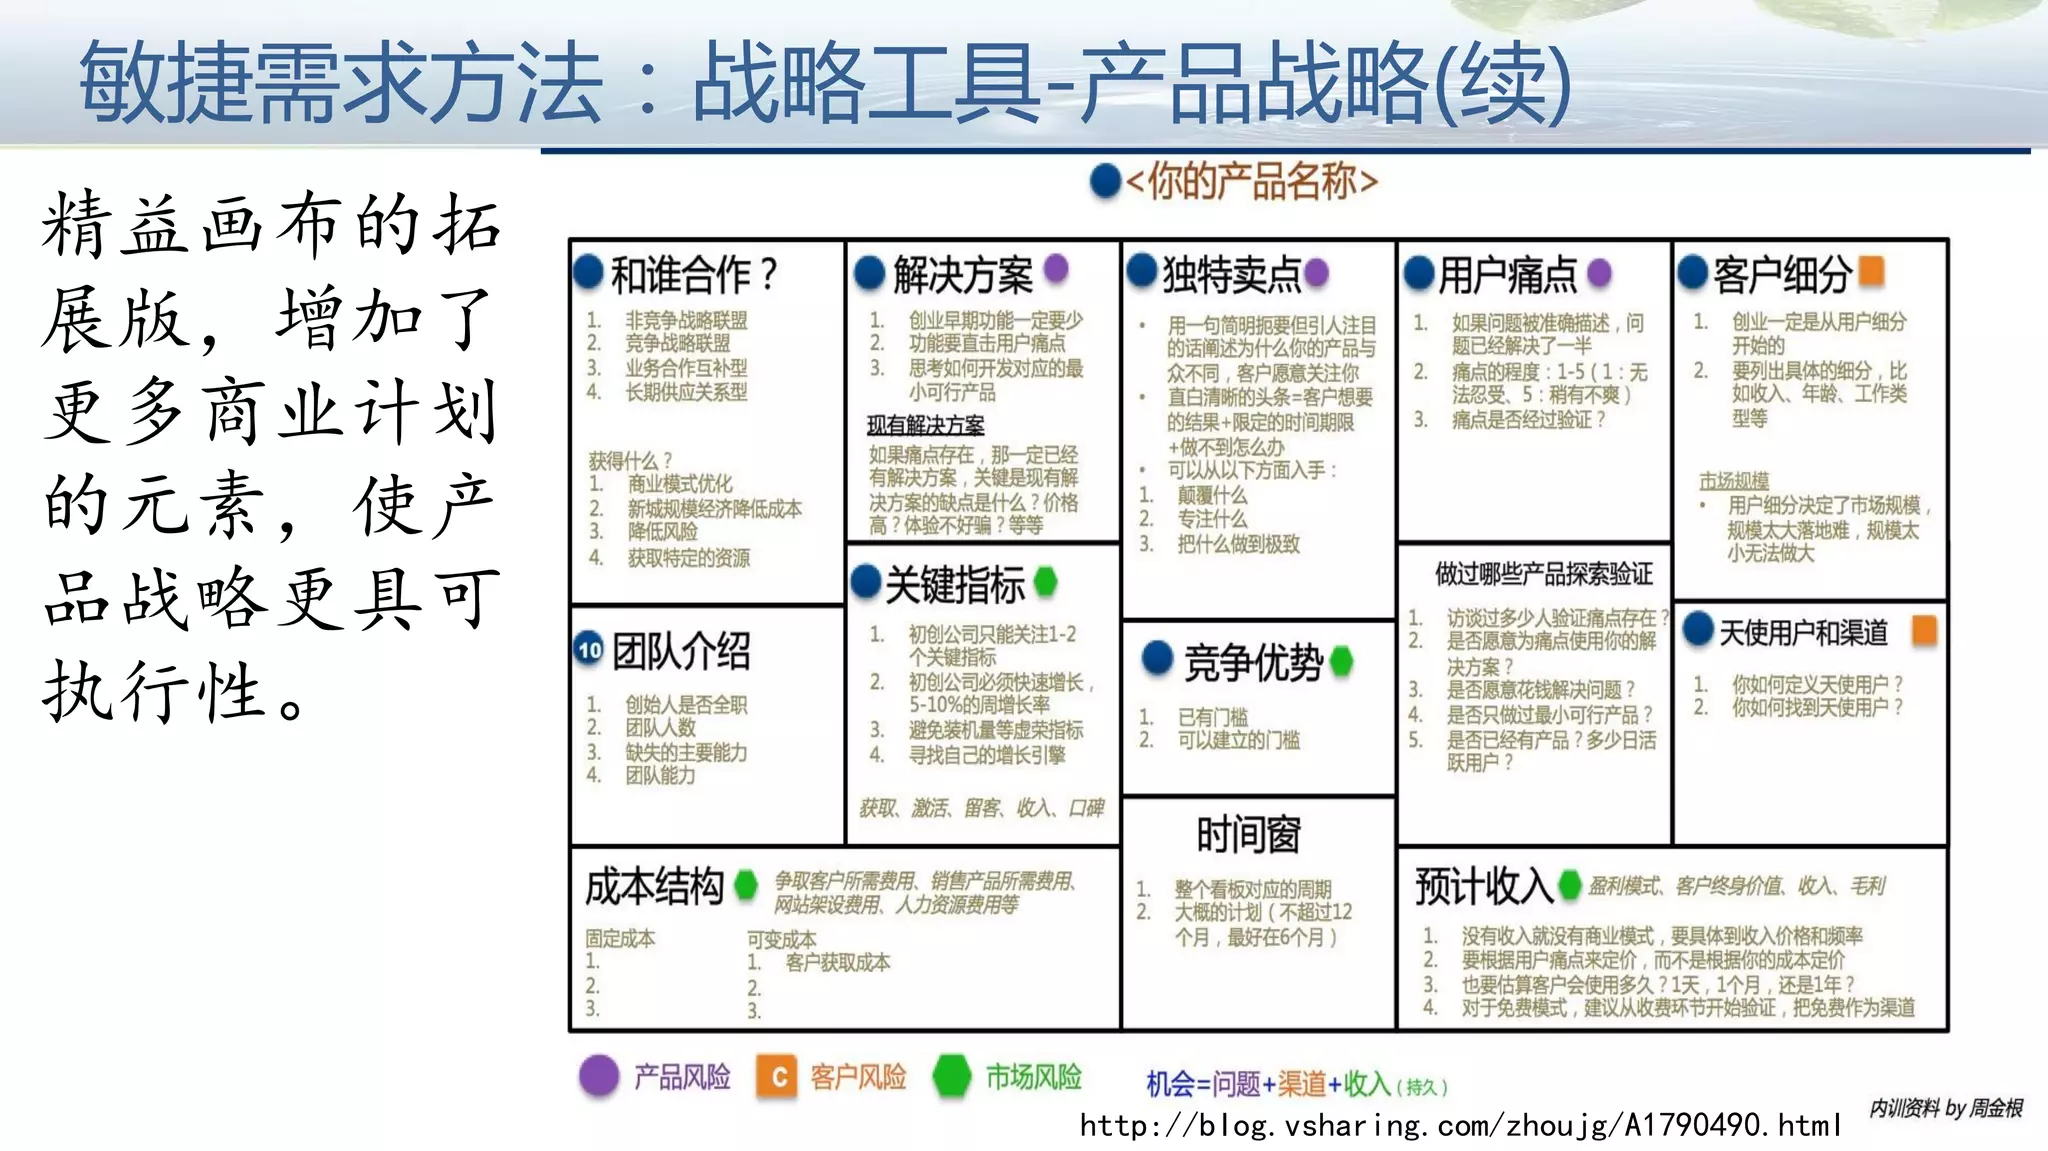 敏捷需求方法：战略工具-产品战略(续)
精益画布的拓
展版，增加了
更多商业计划
的元素，使产
品战略更具可
执行性。
<你的产品名称>
和谁合作？
1. 非竞争战略联盟
2. 竞争战略联盟
3. 业务合作互补型
4. 长期供应关系型
获得什么？
1. 商业模式优化
2. 新城规模经济降低成本
3. 降低风险
4. 获取特定的资源
10 团队介绍
1. 创始人是否全职
2. 团队人数
3. 缺失的主要能力
4. 团队能力
解决方案
1. 创业早期功能一定要少
2. 功能要直击用户痛点
3. 思考如何开发对应的最
小可行产品
现有解决方案
如果痛点存在，那一定已经
有解决方案，关键是现有解
决方案的缺点是什么？价格
高？体验不好骗？等等
关键指标
1. 初创公司只能关注1-2
个关键指标
2. 初创公司必须快速增长，
5-10%的周增长率
3. 避免装机量等虚荣指标
4. 寻找自己的增长引擎
获取、激活、留客、收入、口碑
独特卖点
• 用一句简明扼要但引人注目
的话阐述为什么你的产品与
众不同，客户愿意关注你
• 直白清晰的头条=客户想要
的结果+限定的时间期限
+做不到怎么办
• 可以从以下方面入手：
1. 颠覆什么
2. 专注什么
3. 把什么做到极致
竞争优势
1. 已有门槛
2. 可以建立的门槛
时间窗
1. 整个看板对应的周期
2. 大概的计划（不超过12
个月，最好在6个月）
用户痛点
1. 如果问题被准确描述，问
题已经解决了一半
2. 痛点的程度：1-5（1：无
法忍受、5：稍有不爽）
3. 痛点是否经过验证？
做过哪些产品探索验证
1. 访谈过多少人验证痛点存在？
2. 是否愿意为痛点使用你的解
决方案？
3. 是否愿意花钱解决问题？
4. 是否只做过最小可行产品？
5. 是否已经有产品？多少日活
跃用户？
客户细分
1. 创业一定是从用户细分
开始的
2. 要列出具体的细分，比
如收入、年龄、工作类
型等
市场规模
• 用户细分决定了市场规模，
规模太大落地难，规模太
小无法做大
天使用户和渠道
1. 你如何定义天使用户？
2. 你如何找到天使用户？
成本结构 争取客户所需费用、销售产品所需费用、
网站架设费用、人力资源费用等
固定成本
1.
2.
3.
可变成本
1. 客户获取成本
2.
3.
预计收入 盈利模式、客户终身价值、收入、毛利
1. 没有收入就没有商业模式，要具体到收入价格和频率
2. 要根据用户痛点来定价，而不是根据你的成本定价
3. 也要估算客户会使用多久？1天，1个月，还是1年？
4. 对于免费模式，建议从收费环节开始验证，把免费作为渠道
产品风险 C 客户风险 市场风险 机会=问题+渠道+收入（持久）
内训资料 by 周金根
http://blog.vsharing.com/zhoujg/A1790490.html